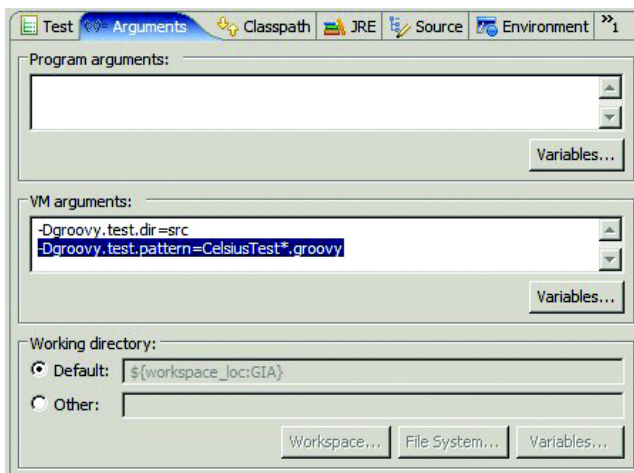 Test Arguments Classpath JRE Source Environment »1
Program arguments:
Variables...
VM arguments:
-Dgroovy.test.dir=src
-Dgroovy.test.pattern=CelsiusTest*.groovy
Variables...
Working directory:
Default: ${workspace_loc:GIA}
Other:
Workspace... File System... Variables...